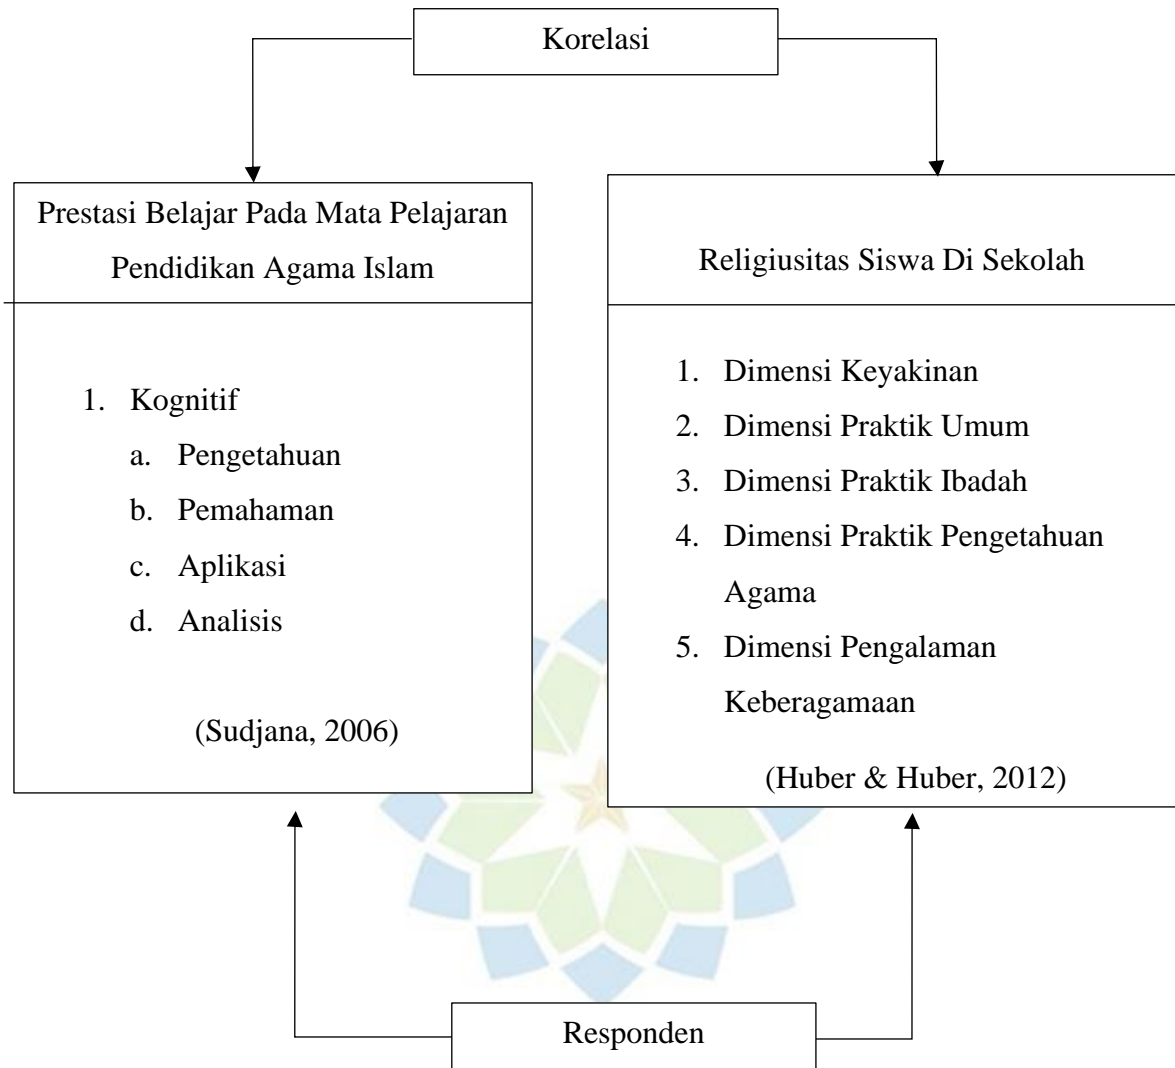 Korelasi
Prestasi Belajar Pada Mata Pelajaran
Pendidikan Agama Islam
1. Kognitif
a. Pengetahuan
b. Pemahaman
c. Aplikasi
d. Analisis
(Sudjana, 2006)
Religiusitas Siswa Di Sekolah
1. Dimensi Keyakinan
2. Dimensi Praktik Umum
3. Dimensi Praktik Ibadah
4. Dimensi Praktik Pengetahuan
Agama
5. Dimensi Pengalaman
Keberagamaan
(Huber & Huber, 2012)
Responden